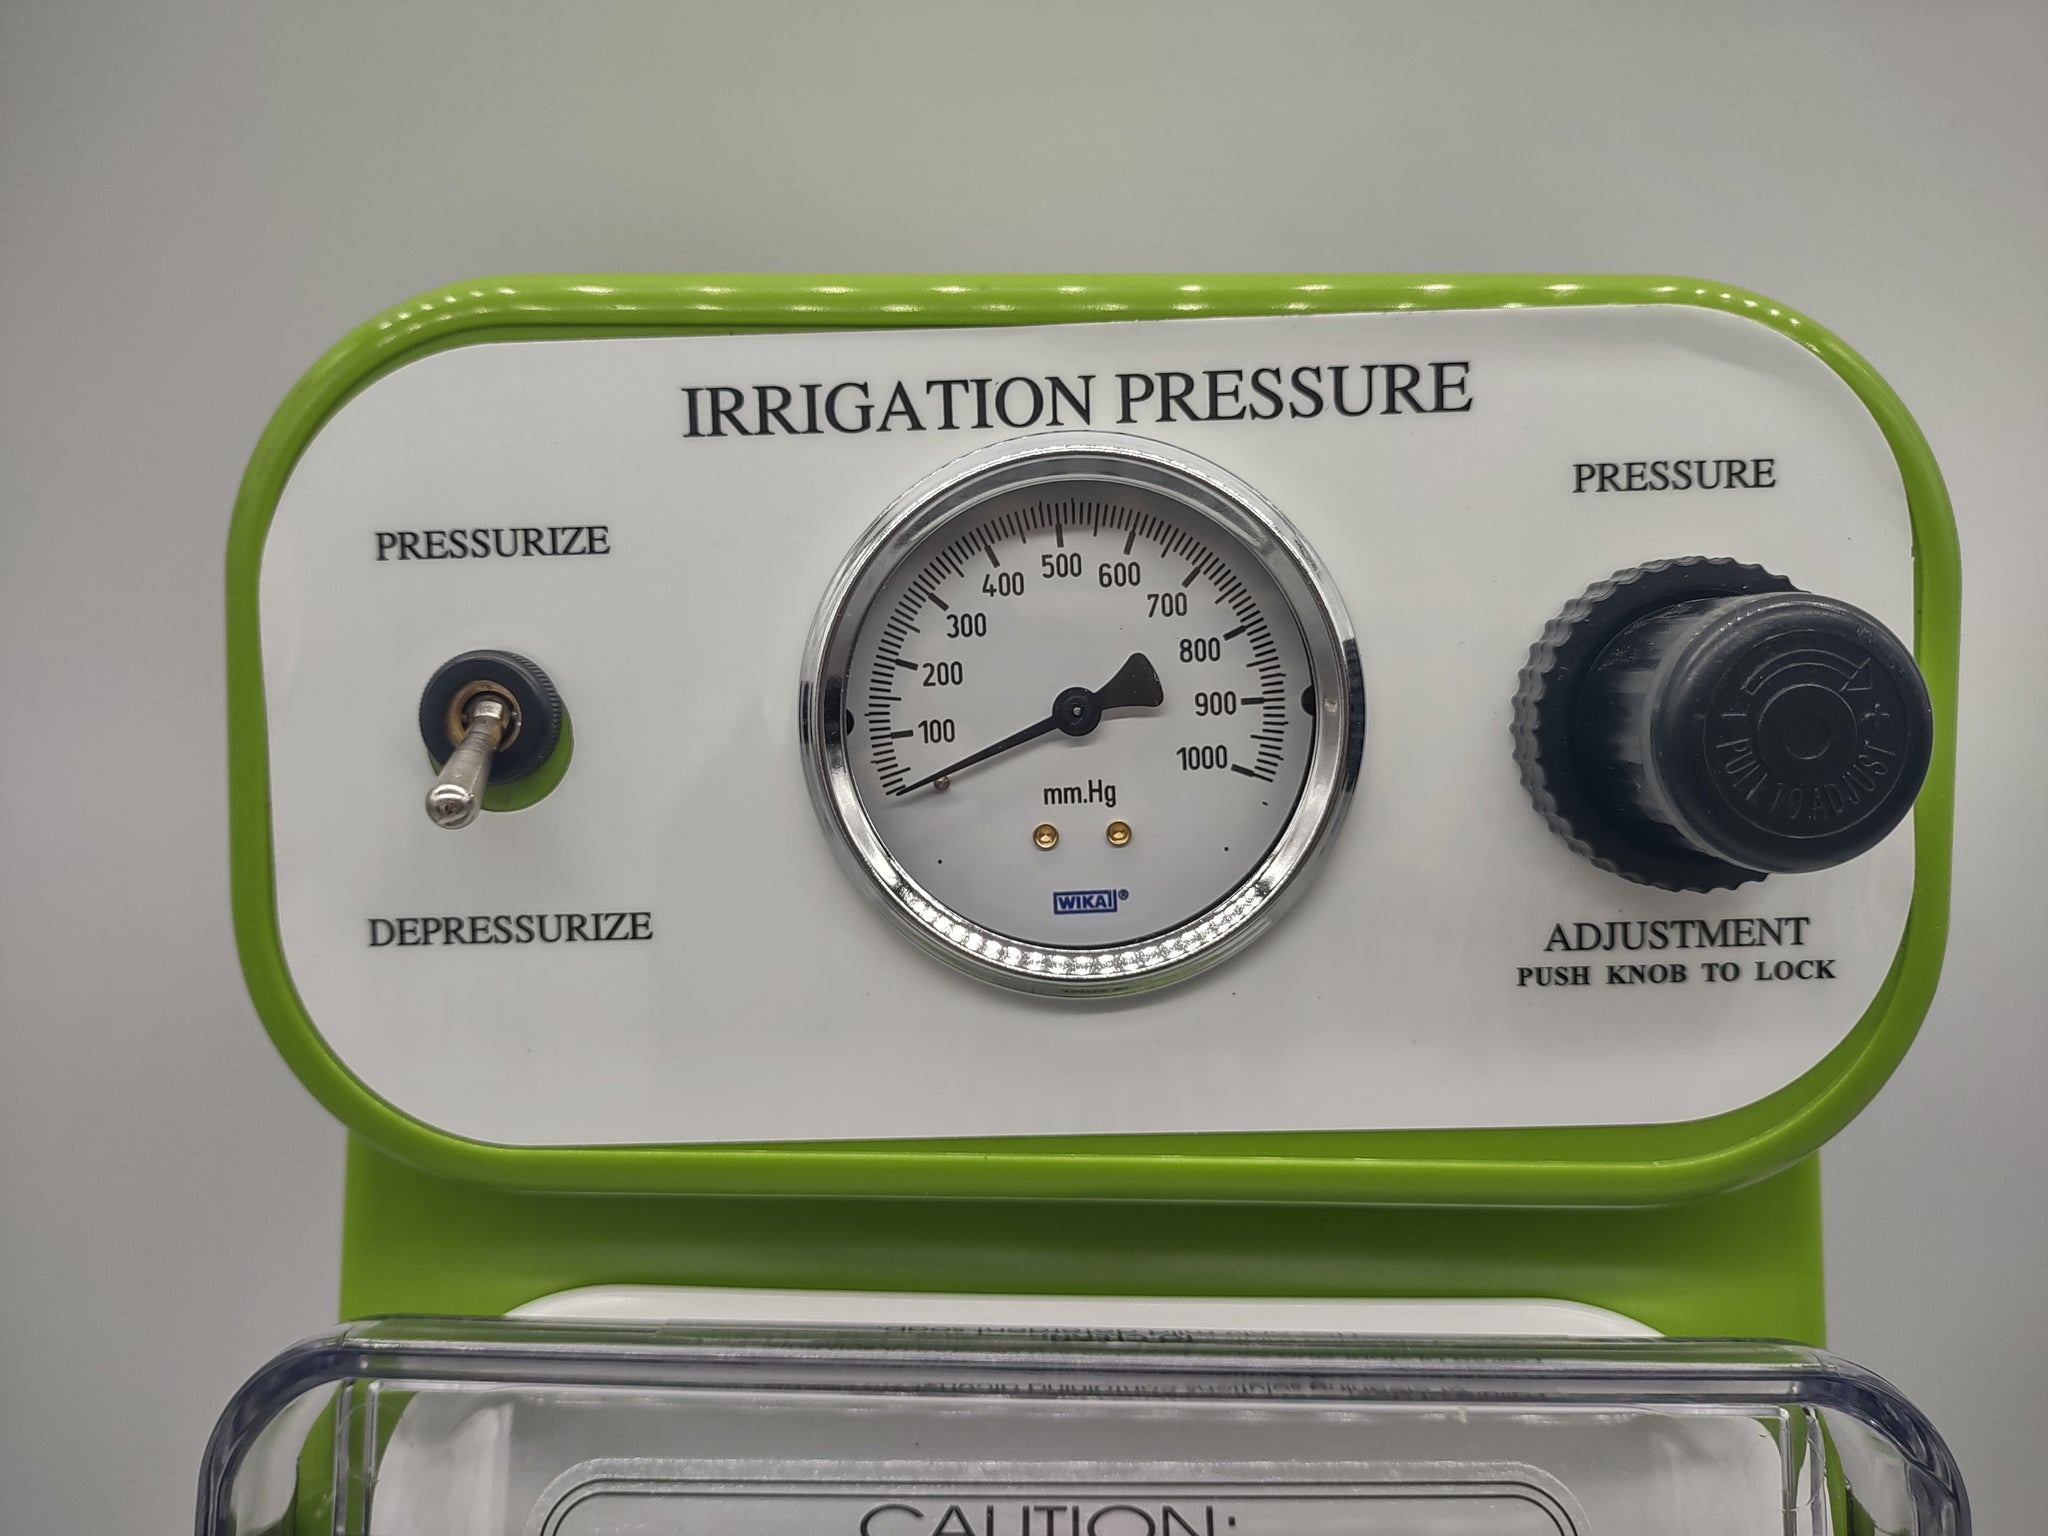 IRRIGATION PRESSURE
PRESSURIZE
DEPRESSURIZE
100
200
300
400
500
600
700
800
900
1000
mm.Hg
WIKA®
PRESSURE
- +
PULL TO ADJUST
ADJUSTMENT
PUSH KNOB TO LOCK
CAUTION: